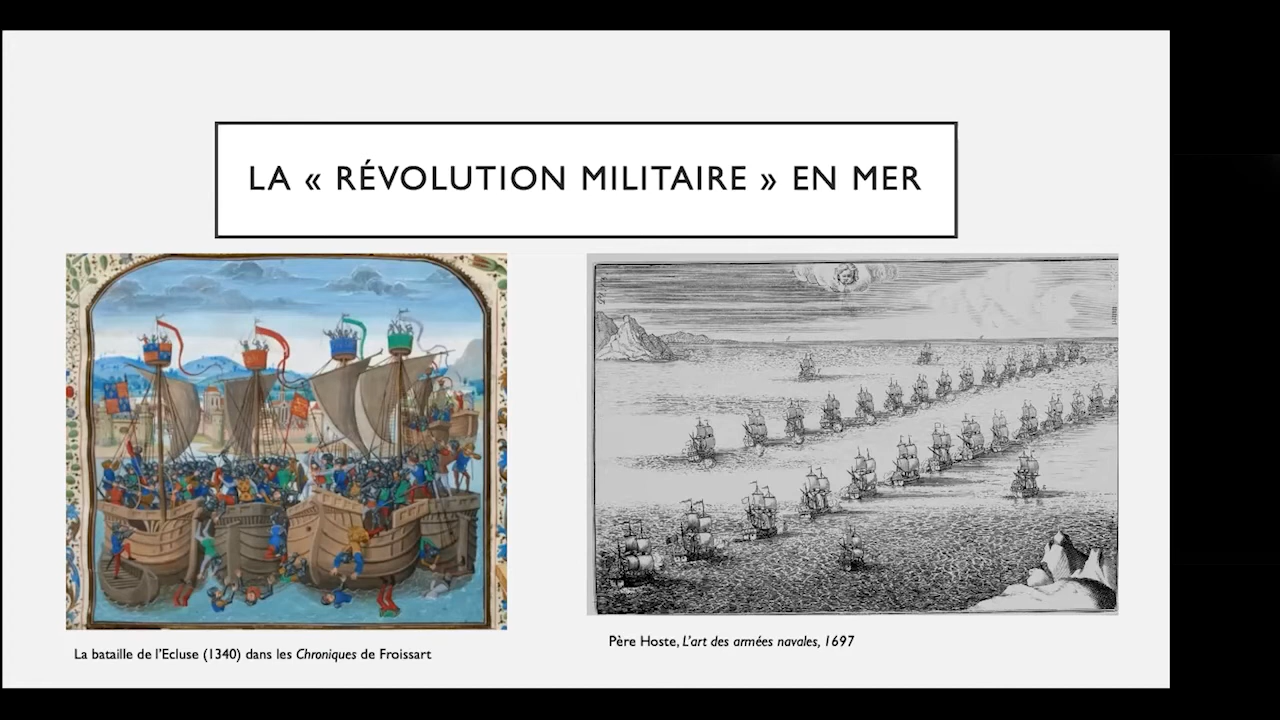 LA « RÉVOLUTION MILITAIRE » EN MER
La bataille de l'Ecluse (1340) dans les Chroniques de Froissart
Père Hoste, L'art des armées navales, 1697